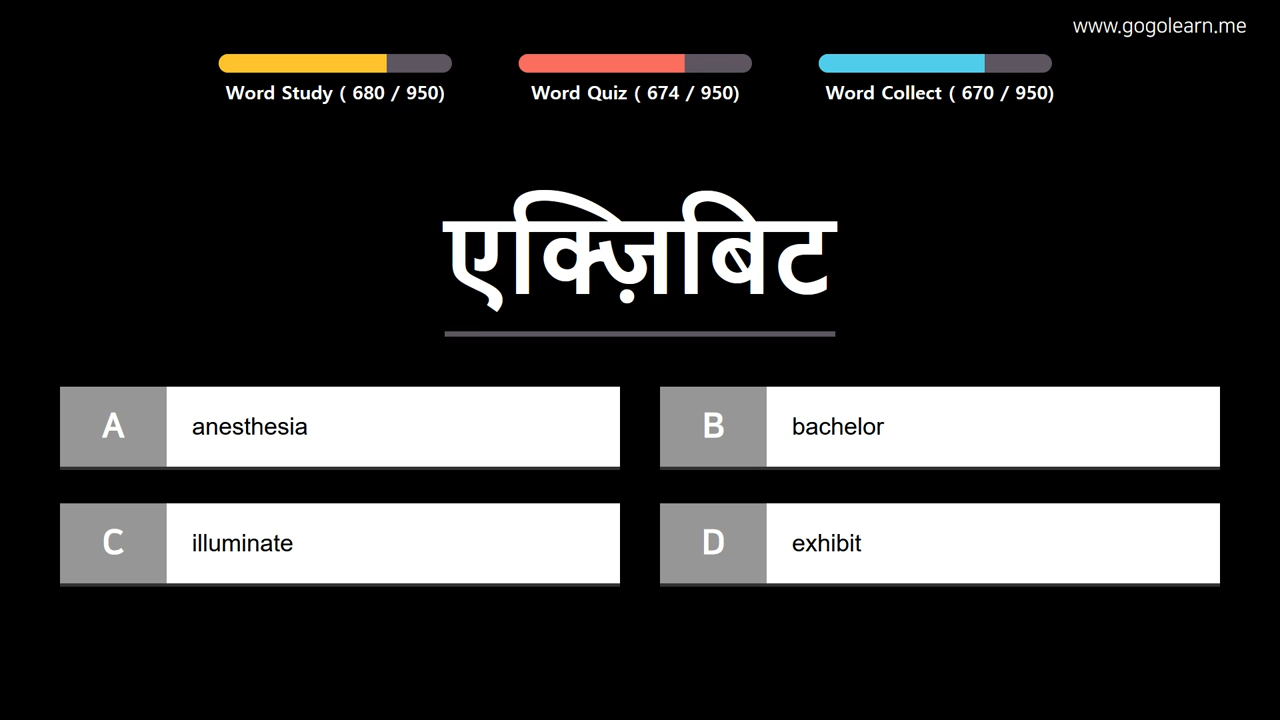 www.gogolearn.me
Word Study ( 680 / 950)
Word Quiz ( 674 / 950)
Word Collect ( 670 / 950)
एक्ज़िबिट
A
anesthesia
B
bachelor
C
illuminate
D
exhibit